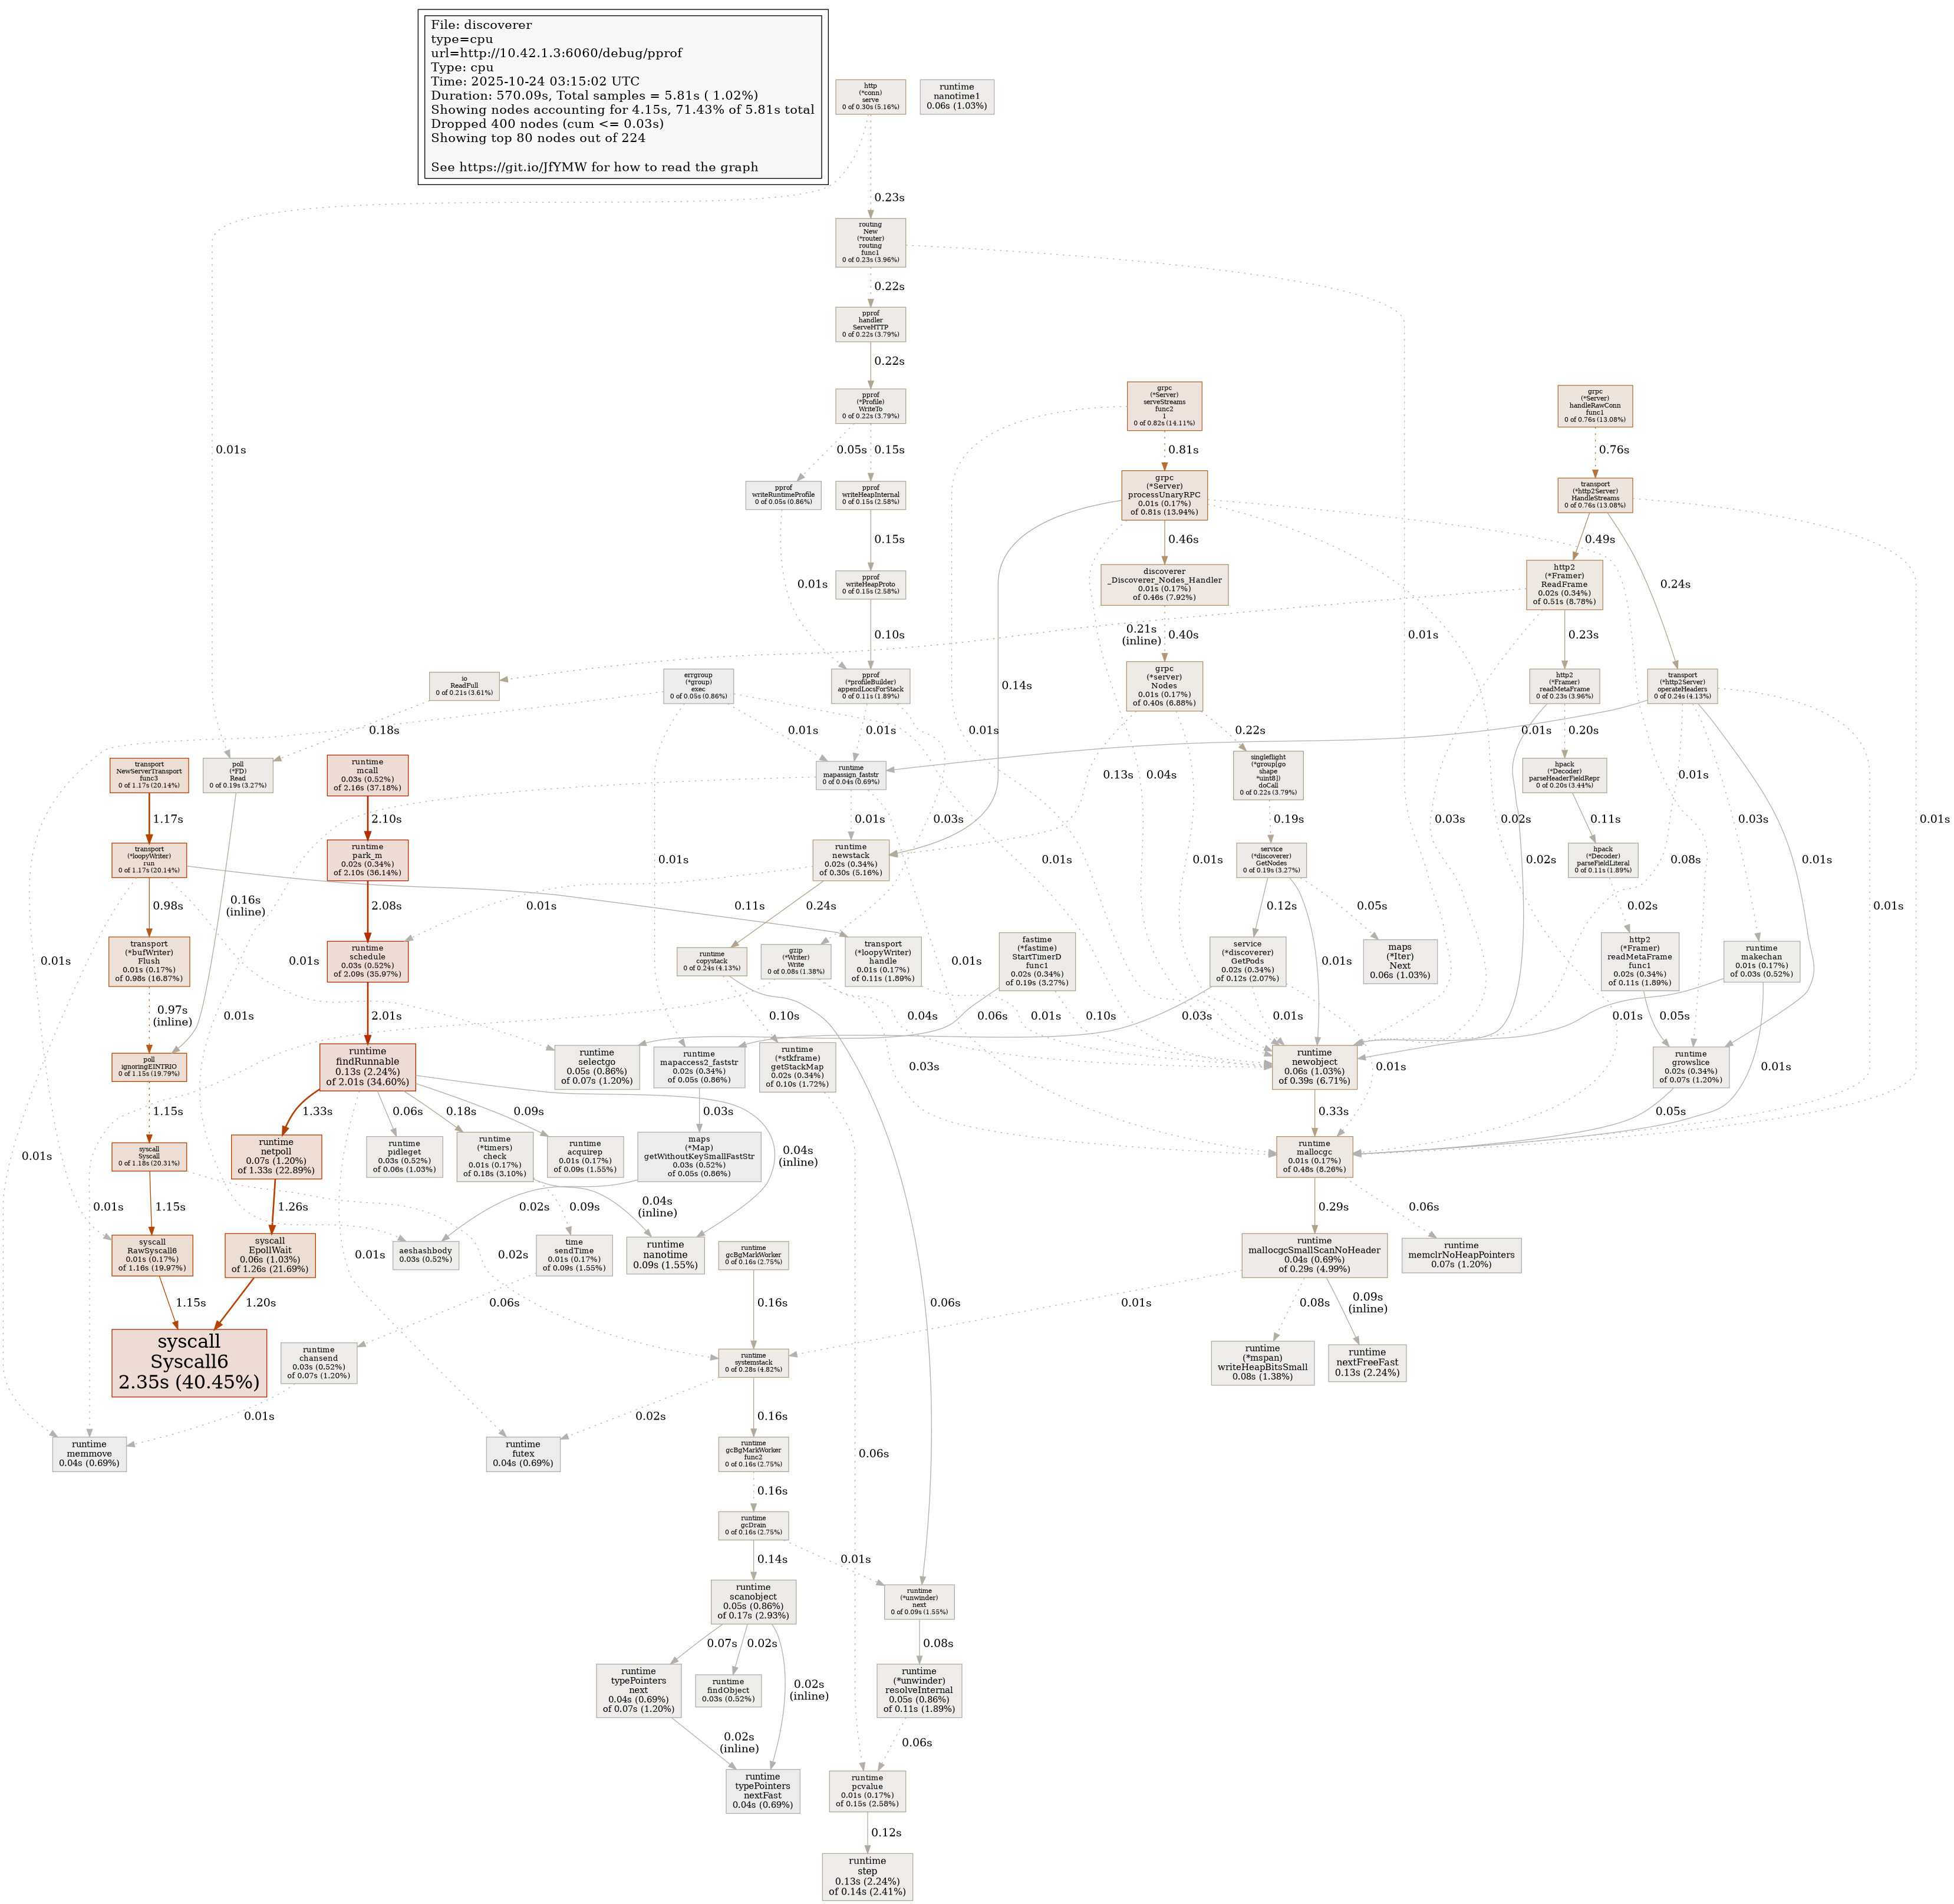 File: discoverer
type=cpu
url=http://10.42.1.3:6060/debug/pprof
Type: cpu
Time: 2025-10-24 03:15:02 UTC
Duration: 570.09s, Total samples = 5.81s ( 1.02%)
Showing nodes accounting for 4.15s, 71.43% of 5.81s total
Dropped 400 nodes (cum <= 0.03s)
Showing top 80 nodes out of 224
See https://git.io/JfYMW for how to read the graph
http
(*conn)
serve
0 of 0.30s (5.16%)
runtime
nanotime1
0.06s (1.03%)
0.23s
routing
New
(*router)
routing
func1
0 of 0.23s (3.96%)
0.22s
pprof
handler
ServeHTTP
0 of 0.22s (3.79%)
0.22s
pprof
(*Profile)
WriteTo
0 of 0.22s (3.79%)
grpc
(*Server)
serveStreams
func2
1
0 of 0.82s (14.11%)
grpc
(*Server)
handleRawConn
func1
0 of 0.76s (13.08%)
0.01s
0.05s
0.15s
0.81s
0.76s
pprof
writeRuntimeProfile
0 of 0.05s (0.86%)
pprof
writeHeapInternal
0 of 0.15s (2.58%)
grpc
(*Server)
processUnaryRPC
0.01s (0.17%)
of 0.81s (13.94%)
transport
(*http2Server)
HandleStreams
0 of 0.76s (13.08%)
0.15s
0.46s
0.49s
0.01s
pprof
writeHeapProto
0 of 0.15s (2.58%)
discoverer
_Discoverer_Nodes_Handler
0.01s (0.17%)
of 0.46s (7.92%)
http2
(*Framer)
ReadFrame
0.02s (0.34%)
of 0.51s (8.78%)
0.24s
0.10s
0.21s
(inline)
0.40s
0.01s
0.23s
io
ReadFull
0 of 0.21s (3.61%)
errgroup
(*group)
exec
0 of 0.05s (0.86%)
pprof
(*profileBuilder)
appendLocsForStack
0 of 0.11s (1.89%)
0.14s
grpc
(*server)
Nodes
0.01s (0.17%)
of 0.40s (6.88%)
http2
(*Framer)
readMetaFrame
0 of 0.23s (3.96%)
transport
(*http2Server)
operateHeaders
0 of 0.24s (4.13%)
0.18s
0.01s
0.01s
0.01s
0.22s
0.01s
0.20s
transport
NewServerTransport
func3
0 of 1.17s (20.14%)
poll
(*FD)
Read
0 of 0.19s (3.27%)
runtime
mcall
0.03s (0.52%)
of 2.16s (37.18%)
runtime
mapassign_faststr
0 of 0.04s (0.69%)
0.13s
0.04s
singleflight
(*group[go
shape
*uint8])
doCall
0 of 0.22s (3.79%)
hpack
(*Decoder)
parseHeaderFieldRepr
0 of 0.20s (3.44%)
0.01s
1.17s
2.10s
0.01s
0.03s
0.19s
0.03s
0.02s
0.11s
0.03s
0.01s
transport
(*loopyWriter)
run
0 of 1.17s (20.14%)
runtime
park_m
0.02s (0.34%)
of 2.10s (36.14%)
0.01s
runtime
newstack
0.02s (0.34%)
of 0.30s (5.16%)
0.01s
0.01s
service
(*discoverer)
GetNodes
0 of 0.19s (3.27%)
0.02s
hpack
(*Decoder)
parseFieldLiteral
0 of 0.11s (1.89%)
0.08s
0.01s
0.98s
0.16s
(inline)
2.08s
0.01s
0.24s
0.11s
0.12s
0.05s
0.02s
0.01s
0.01s
transport
(*bufWriter)
Flush
0.01s (0.17%)
0.98s (16.87%)
0.01s
runtime
schedule
0.03s (0.52%)
of 2.09s (35.97%)
runtime
copystack
0 of 0.24s (4.13%)
gzip
(*Writer)
Write
0 of 0.08s (1.38%)
transport
(*loopyWriter)
handle
0.01s (0.17%)
of 0.11s (1.89%)
0.01s
fastime
(*fastime)
StartTimerD
func1
0.02s (0.34%)
of 0.19s (3.27%)
service
(*discoverer)
GetPods
0.02s (0.34%)
of 0.12s (2.07%)
0.01s
maps
(*Iter)
Next
0.06s (1.03%)
http2
(*Framer)
readMetaFrame
func1
0.02s (0.34%)
of 0.11s (1.89%)
runtime
makechan
0.01s (0.17%)
of 0.03s (0.52%)
0.97s
(inline)
0.01s
2.01s
0.10s
0.04s
0.06s
0.01s
0.10s
0.03s
0.01s
0.01s
0.05s
poll
ignoringEINTRIO
0 of 1.15s (19.79%)
runtime
findRunnable
0.13s (2.24%)
of 2.01s (34.60%)
runtime
selectgo
0.05s (0.86%)
of 0.07s (1.20%)
runtime
mapaccess2_faststr
0.02s (0.34%)
of 0.05s (0.86%)
runtime
(*stkframe)
getStackMap
0.02s (0.34%)
of 0.10s (1.72%)
0.03s
runtime
newobject
0.06s (1.03%)
of 0.39s (6.71%)
0.01s
runtime
growslice
0.02s (0.34%)
of 0.07s (1.20%)
0.01s
1.15s
1.33s
0.01s
0.06s
0.18s
0.09s
0.03s
0.33s
0.05s
0.01s
syscall
Syscall
0 of 1.18s (20.31%)
runtime
netpoll
0.07s (1.20%)
of 1.33s (22.89%)
runtime
pidleget
0.03s (0.52%)
of 0.06s (1.03%)
runtime
(*timers)
check
0.01s (0.17%)
of 0.18s (3.10%)
runtime
acquirep
0.01s (0.17%)
of 0.09s (1.55%)
maps
(*Map)
getWithoutKeySmallFastStr
0.03s (0.52%)
of 0.05s (0.86%)
0.04s
(inline)
runtime
mallocgc
0.01s (0.17%)
of 0.48s (8.26%)
0.01s
1.15s
1.26s
0.02s
0.09s
0.04s
(inline)
0.29s
0.06s
syscall
RawSyscall6
0.01s (0.17%)
of 1.16s (19.97%)
syscall
EpollWait
0.06s (1.03%)
of 1.26s (21.69%)
0.01s
aeshashbody
0.03s (0.52%)
0.02s
time
sendTime
0.01s (0.17%)
of 0.09s (1.55%)
runtime
nanotime
0.09s (1.55%)
runtime
gcBgMarkWorker
0 of 0.16s (2.75%)
0.06s
runtime
mallocgcSmallScanNoHeader
0.04s (0.69%)
of 0.29s (4.99%)
runtime
memclrNoHeapPointers
0.07s (1.20%)
1.15s
1.20s
0.06s
0.16s
0.06s
0.01s
0.08s
0.09s
(inline)
syscall
Syscall6
2.35s (40.45%)
runtime
chansend
0.03s (0.52%)
of 0.07s (1.20%)
runtime
systemstack
0 of 0.28s (4.82%)
runtime
(*mspan)
writeHeapBitsSmall
0.08s (1.38%)
runtime
nextFreeFast
0.13s (2.24%)
0.01s
0.02s
0.16s
runtime
memmove
0.04s (0.69%)
runtime
futex
0.04s (0.69%)
runtime
gcBgMarkWorker
func2
0 of 0.16s (2.75%)
0.16s
runtime
gcDrain
0 of 0.16s (2.75%)
0.14s
0.01s
runtime
scanobject
0.05s (0.86%)
of 0.17s (2.93%)
runtime
(*unwinder)
next
0 of 0.09s (1.55%)
0.07s
0.02s
0.02s
(inline)
0.08s
runtime
typePointers
next
0.04s (0.69%)
of 0.07s (1.20%)
runtime
findObject
0.03s (0.52%)
runtime
(*unwinder)
resolveInternal
0.05s (0.86%)
of 0.11s (1.89%)
0.02s
(inline)
0.06s
runtime
typePointers
nextFast
0.04s (0.69%)
runtime
pcvalue
0.01s (0.17%)
of 0.15s (2.58%)
0.12s
runtime
step
0.13s (2.24%)
of 0.14s (2.41%)